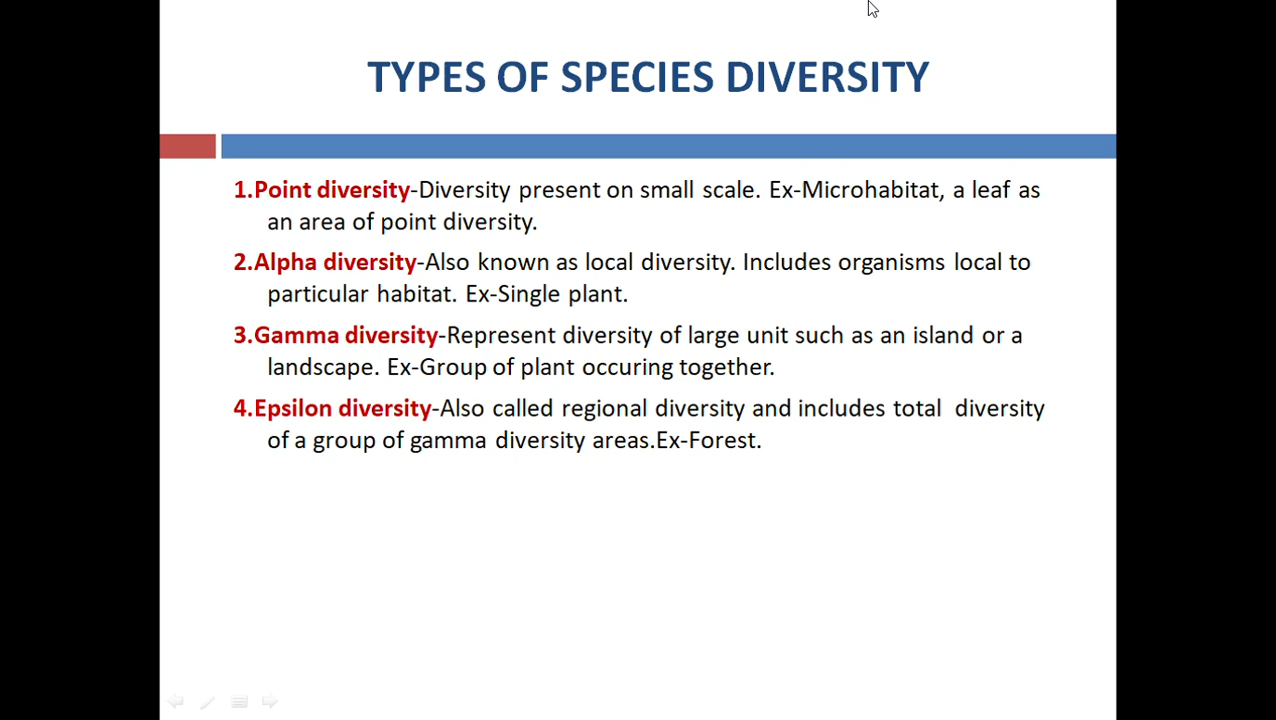 TYPES OF SPECIES DIVERSITY
1.Point diversity-Diversity present on small scale. Ex-Microhabitat, a leaf as
an area of point diversity.
2.Alpha diversity-Also known as local diversity. Includes organisms local to
particular habitat. Ex-Single plant.
3.Gamma diversity-Represent diversity of large unit such as an island or a
landscape. Ex-Group of plant occuring together.
4.Epsilon diversity-Also called regional diversity and includes total  diversity
of a group of gamma diversity areas.Ex-Forest.